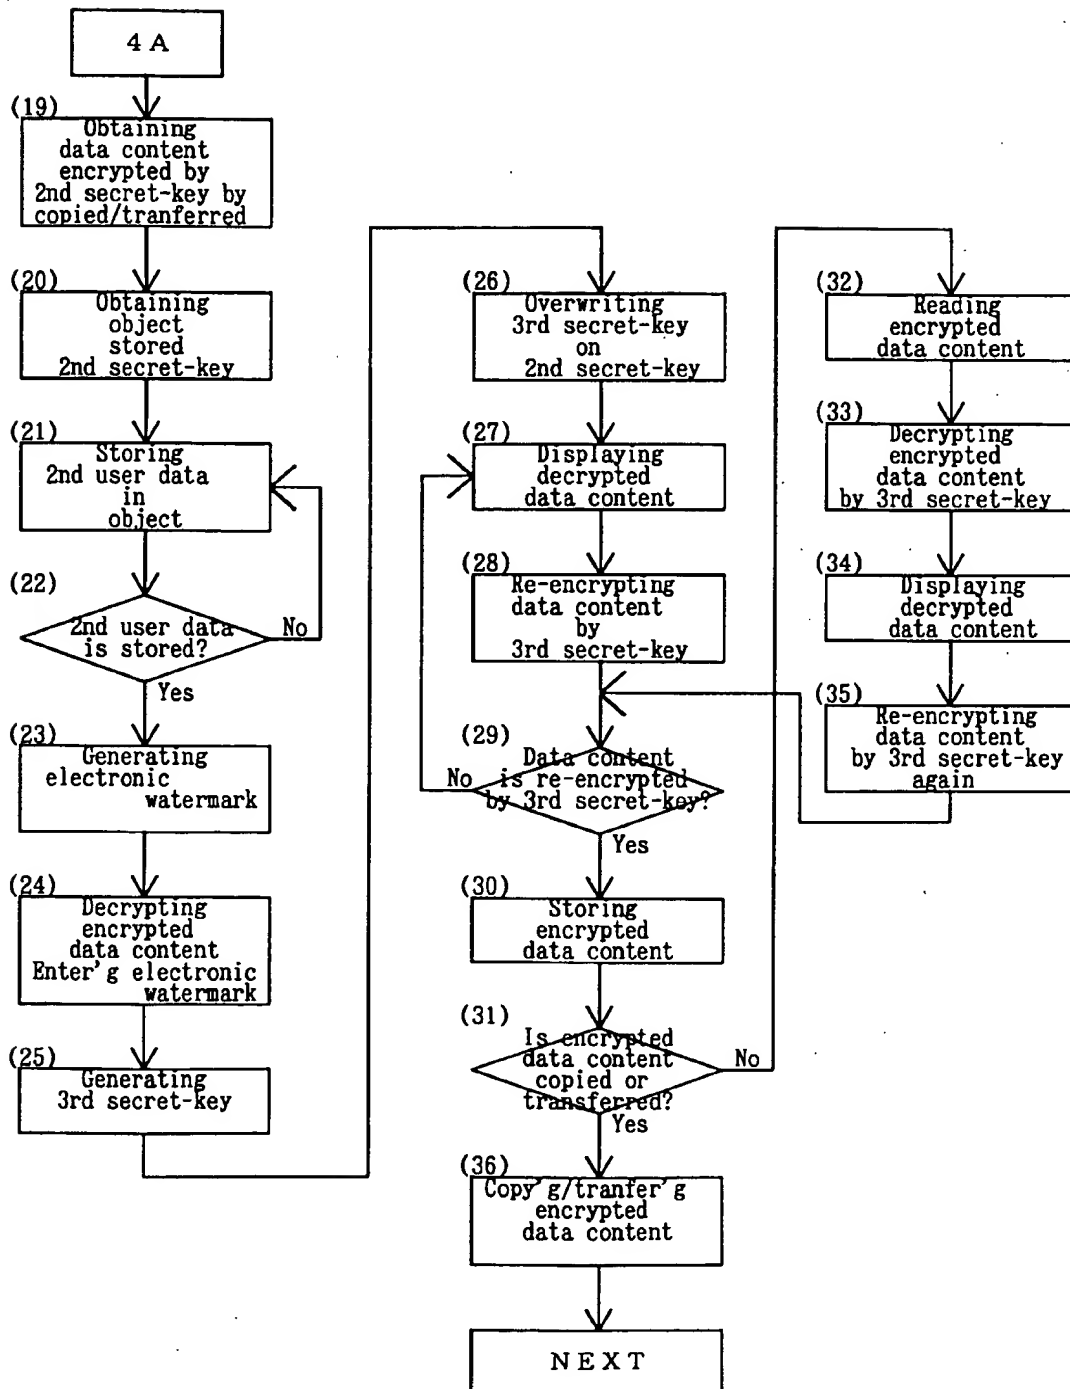 4A
(19)
Obtaining
data content
encrypted by
2nd secret-key by
copied/tranferred
(20)
Obtaining
object
stored
2nd secret-key
(21)
Storing
2nd user data
in
object
(22)
2nd user data
is stored?
No
Yes
(23)
Generating
electronic
watermark
(24)
Decrypting
encrypted
data content
Enter'g electronic
watermark
(25)
Generating
3rd secret-key
(26)
Overwriting
3rd secret-key
on
2nd secret-key
(27)
Displaying
decrypted
data content
(28)
Re-encrypting
data content
by
3rd secret-key
(29)
Data content
is re-encrypted
by 3rd secret-key?
No
Yes
(30)
Storing
encrypted
data content
(31)
Is encrypted
data content
copied or
transferred?
No
Yes
(36)
Copy'g/tranfer'g
encrypted
data content
NEXT
(32)
Reading
encrypted
data content
(33)
Decrypting
encrypted
data content
by 3rd secret-key
(34)
Displaying
decrypted
data content
(35)
Re-encrypting
data content
by 3rd secret-key
again